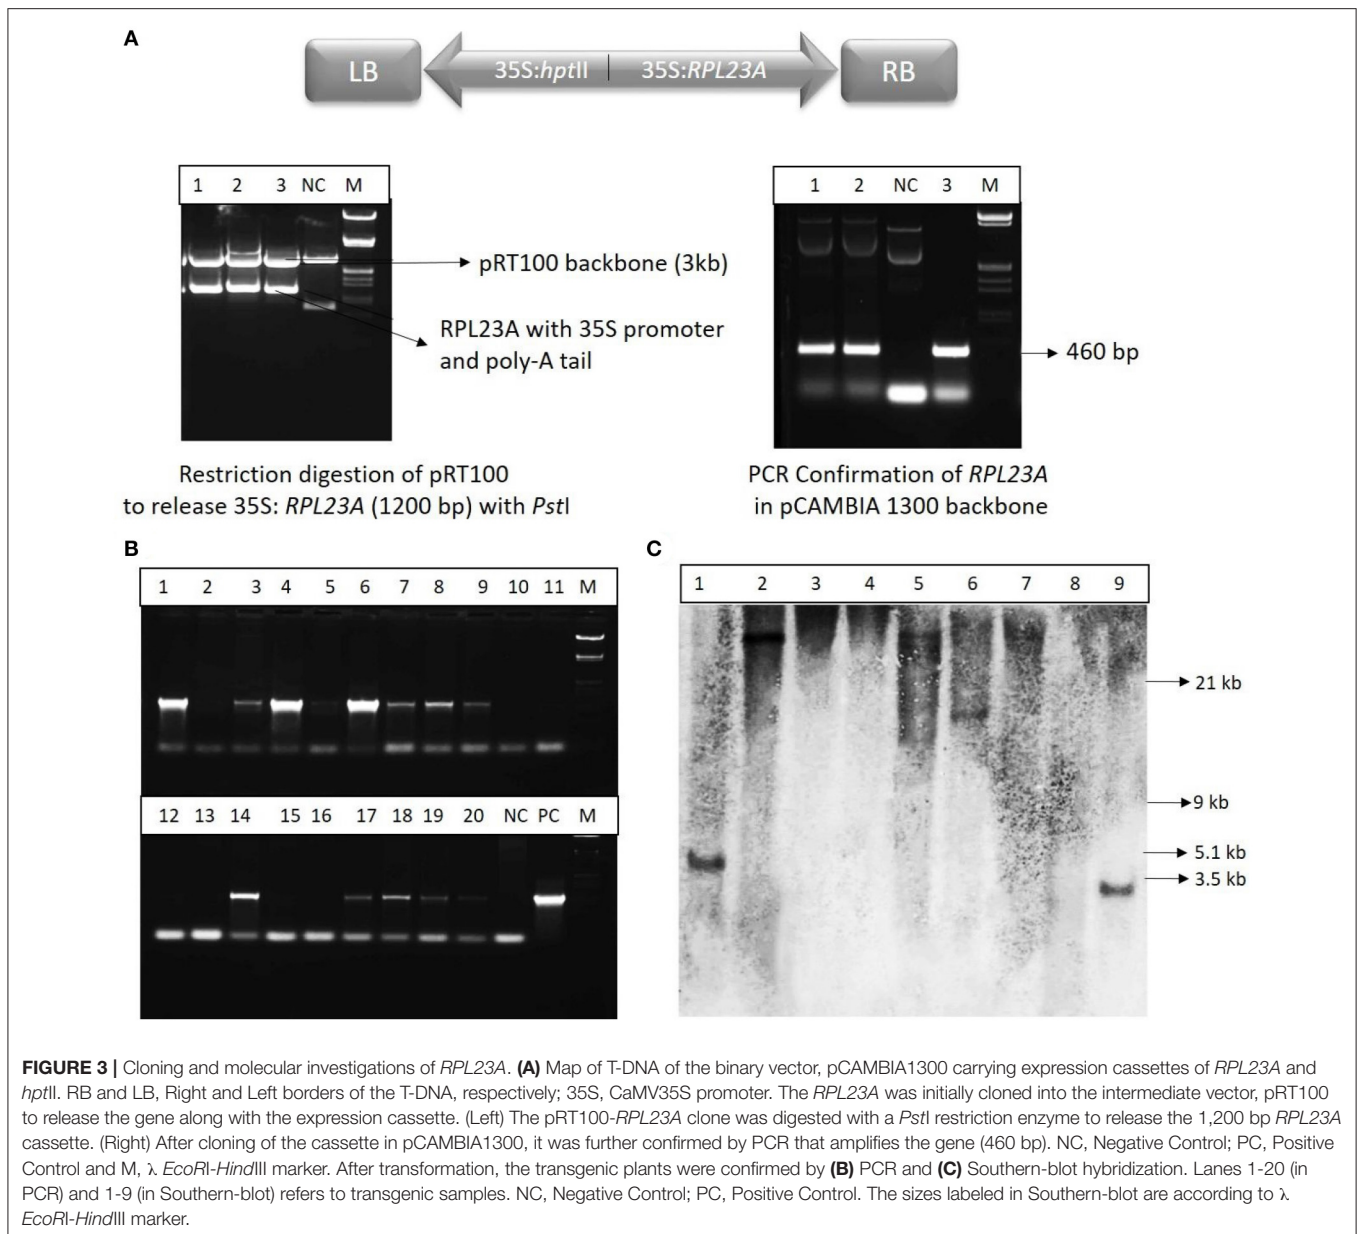 A
LB
35S:hptII
35S:RPL23A
RB
1 2 3 NC M
pRT100 backbone (3kb)
RPL23A with 35S promoter
and poly-A tail
Restriction digestion of pRT100
to release 35S: RPL23A (1200 bp) with PstI
1 2 NC 3 M
460 bp
PCR Confirmation of RPL23A
in pCAMBIA 1300 backbone
B
1 2 3 4 5 6 7 8 9 10 11 M
12 13 14 15 16 17 18 19 20 NC PC M
C
1 2 3 4 5 6 7 8 9
21 kb
9 kb
5.1 kb
3.5 kb
FIGURE 3 | Cloning and molecular investigations of RPL23A. (A) Map of T-DNA of the binary vector, pCAMBIA1300 carrying expression cassettes of RPL23A and
hptII. RB and LB, Right and Left borders of the T-DNA, respectively; 35S, CaMV35S promoter. The RPL23A was initially cloned into the intermediate vector, pRT100
to release the gene along with the expression cassette. (Left) The pRT100-RPL23A clone was digested with a PstI restriction enzyme to release the 1,200 bp RPL23A
cassette. (Right) After cloning of the cassette in pCAMBIA1300, it was further confirmed by PCR that amplifies the gene (460 bp). NC, Negative Control; PC, Positive
Control and M, λ EcoRI-HindIII marker. After transformation, the transgenic plants were confirmed by (B) PCR and (C) Southern-blot hybridization. Lanes 1-20 (in
PCR) and 1-9 (in Southern-blot) refers to transgenic samples. NC, Negative Control; PC, Positive Control. The sizes labeled in Southern-blot are according to λ
EcoRI-HindIII marker.